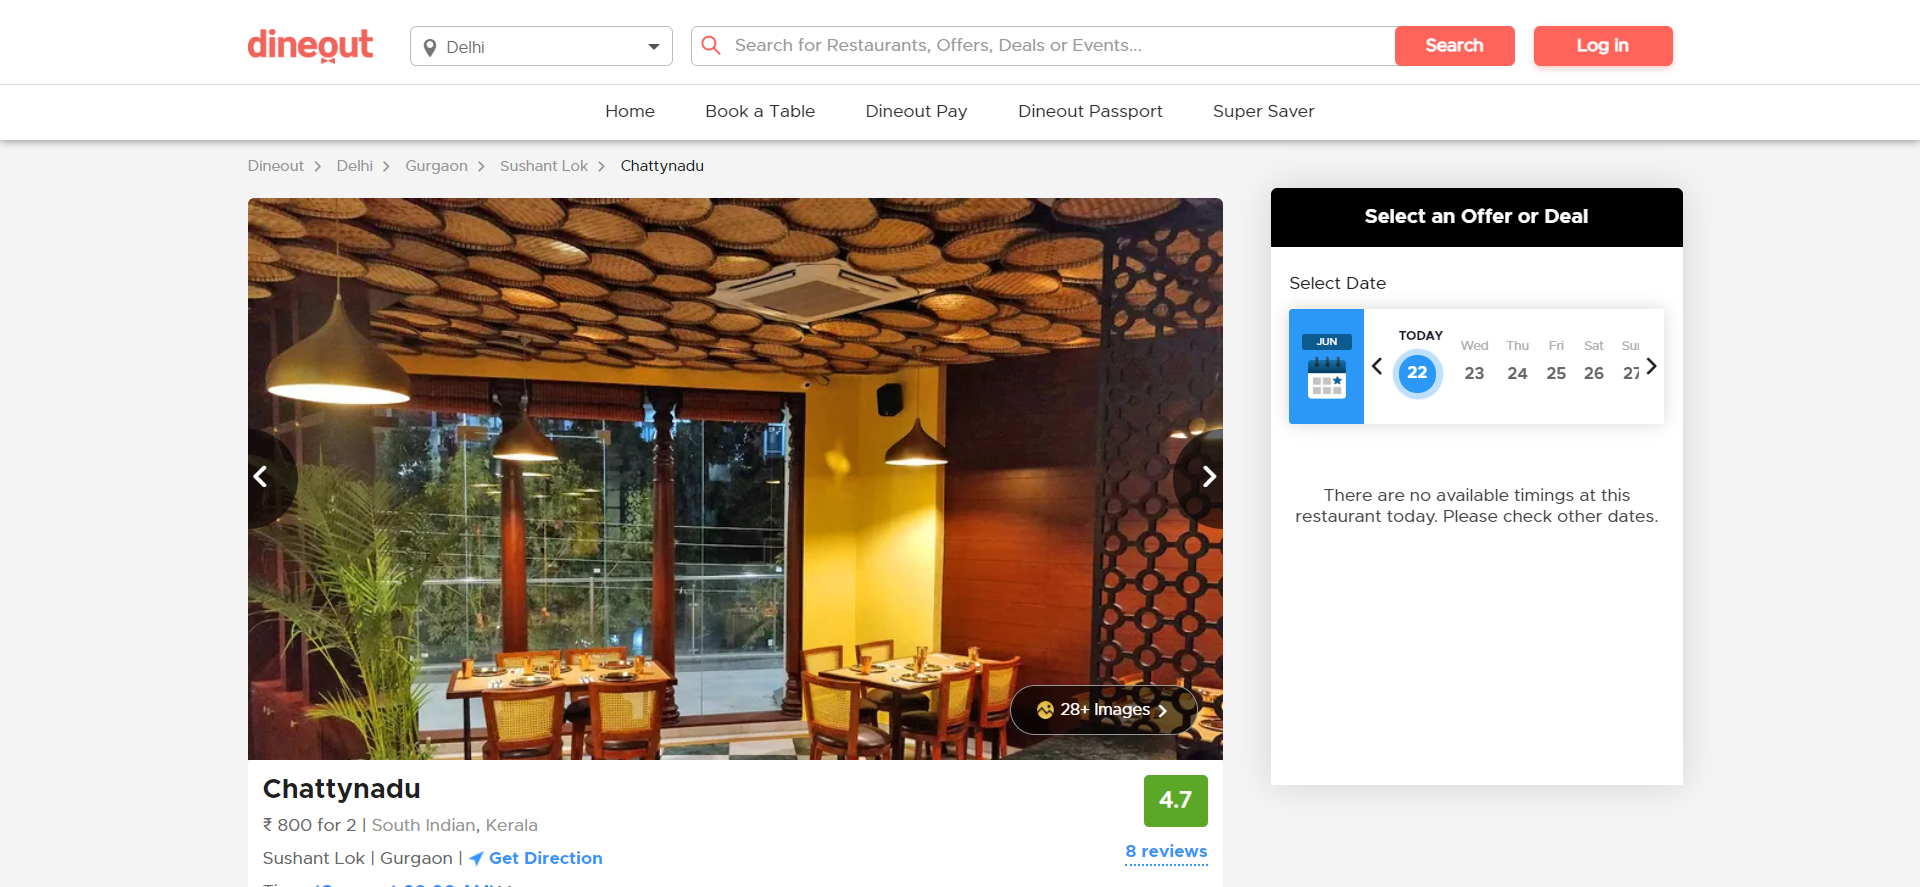 dineout
Delhi
Search for Restaurants, Offers, Deals or Events...
Search
Log in
Home
Book a Table
Dineout Pay
Dineout Passport
Super Saver
Dineout
Delhi
Gurgaon
Sushant Lok
Chattynadu
28+ Images
Chattynadu
₹ 800 for 2 | South Indian, Kerala
Sushant Lok | Gurgaon | Get Direction
4.7
8 reviews
Select an Offer or Deal
Select Date
JUN
TODAY
22
Wed
23
Thu
24
Fri
25
Sat
26
27
There are no available timings at this
restaurant today. Please check other dates.